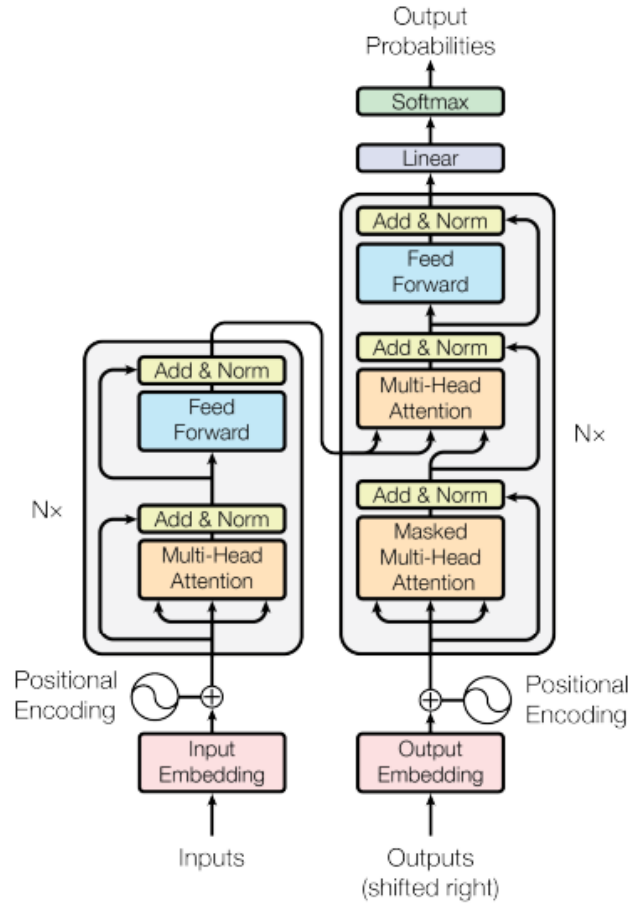 Output
Probabilities
Softmax
Linear
Add & Norm
Feed
Forward
Add & Norm
Multi-Head
Attention
Add & Norm
Masked
Multi-Head
Attention
N×
Add & Norm
Feed
Forward
Add & Norm
Multi-Head
Attention
N×
Positional
Encoding
Positional
Encoding
Input
Embedding
Output
Embedding
Inputs
Outputs
(shifted right)